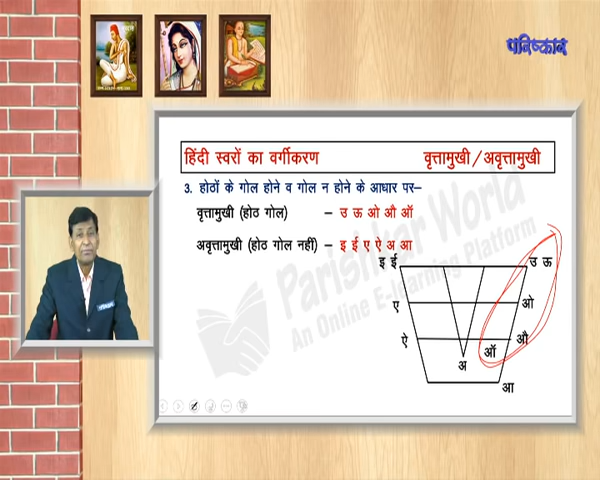 परिष्कार
हिंदी स्वरों का वर्गीकरण वृत्तामुखी/अवृत्तामुखी
3. होठों के गोल होने व गोल न होने के आधार पर–
वृत्तामुखी (होठ गोल) – उ ऊ ओ औ ऑ
अवृत्तामुखी (होठ गोल नहीं) – इ ई ए ऐ अ आ
इ ई उ ऊ
ए ओ
ऐ औ
अ ऑ
आ
Parishkar World
An Online E-learning Platform